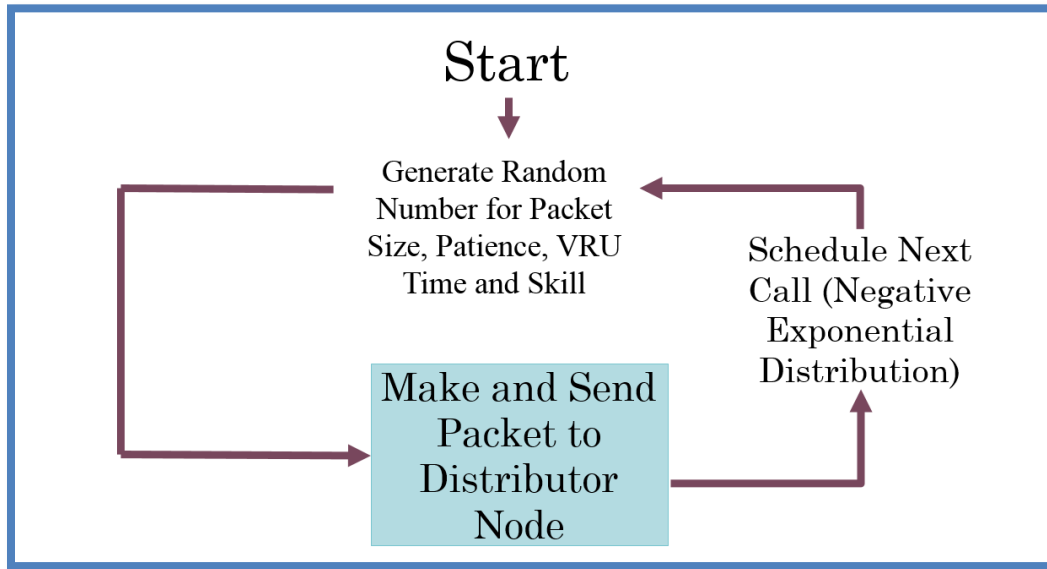 Start
Generate Random
Number for Packet
Size, Patience, VRU
Time and Skill
Schedule Next
Call (Negative
Exponential
Distribution)
Make and Send
Packet to
Distributor
Node